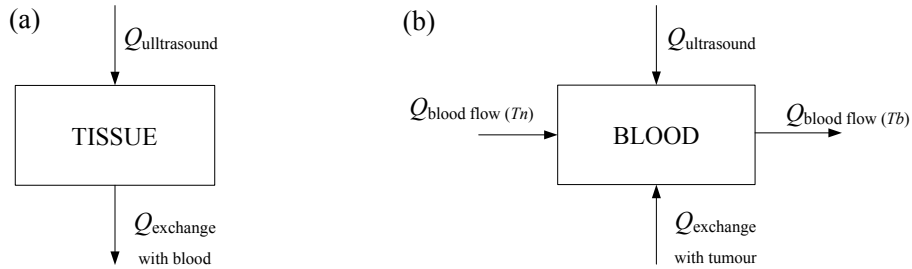 (a)
Qulltrasound
TISSUE
Qexchange
with blood
(b)
Qultrasound
Qblood flow (Tn)
BLOOD
Qblood flow (Tb)
Qexchange
with tumour